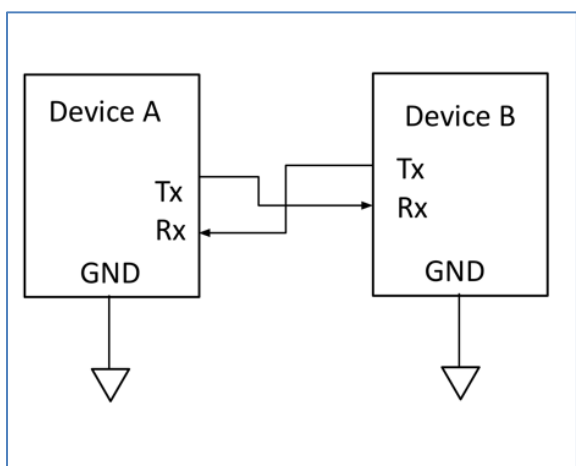 Device A
Tx
Rx
GND
Device B
Tx
Rx
GND